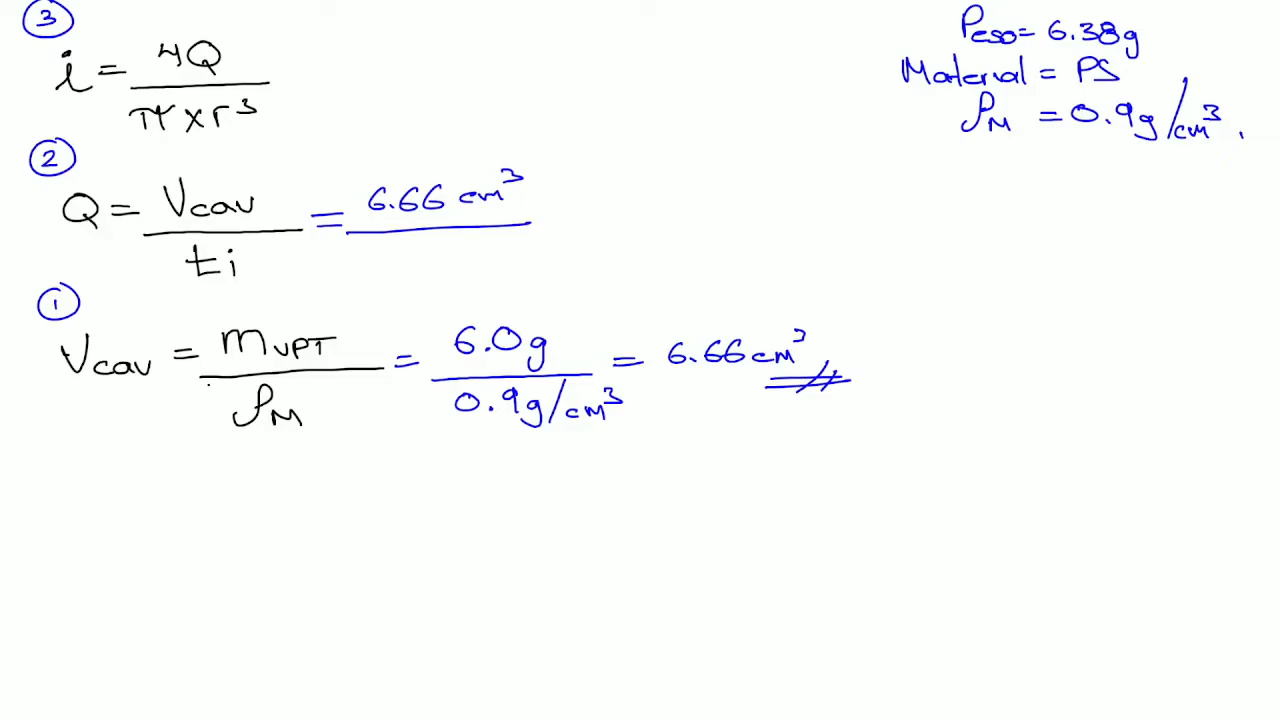 ③
i = 4Q / π x r³
②
Q = Vcav / ti = 6.66 cm³
①
Vcav = mVPT / ρM = 6.0g / 0.9g/cm³ = 6.66 cm³
Peso = 6.38g
Material = PS
ρM = 0.9g/cm³.